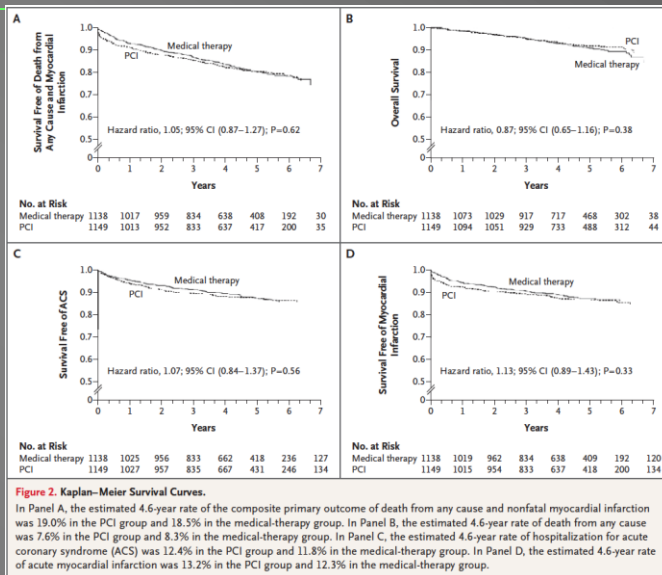 A
Survival Free of Death from
Any Cause and Myocardial
Infarction
1.0
0.9
0.8
0.7
0.6
0.5
0
Medical therapy
PCI
Hazard ratio, 1.05; 95% CI (0.87–1.27); P=0.62
0 1 2 3 4 5 6 7
Years
No. at Risk
Medical therapy 1138 1017 959 834 638 408 192 30
PCI 1149 1013 952 833 637 417 200 35
B
Overall Survival
1.0
0.9
0.8
0.7
0.6
0.5
0
PCI
Medical therapy
Hazard ratio, 0.87; 95% CI (0.65–1.16); P=0.38
0 1 2 3 4 5 6 7
Years
No. at Risk
Medical therapy 1138 1073 1029 917 717 468 302 38
PCI 1149 1094 1051 929 733 488 312 44
C
Survival Free of ACS
1.0
0.9
0.8
0.7
0.6
0.5
0
Medical therapy
PCI
Hazard ratio, 1.07; 95% CI (0.84–1.37); P=0.56
0 1 2 3 4 5 6 7
Years
No. at Risk
Medical therapy 1138 1025 956 833 662 418 236 127
PCI 1149 1027 957 835 667 431 246 134
D
Survival Free of Myocardial
Infarction
1.0
0.9
0.8
0.7
0.6
0.5
0
Medical therapy
PCI
Hazard ratio, 1.13; 95% CI (0.89–1.43); P=0.33
0 1 2 3 4 5 6 7
Years
No. at Risk
Medical therapy 1138 1019 962 834 638 409 192 120
PCI 1149 1015 954 833 637 418 200 134
Figure 2. Kaplan–Meier Survival Curves.
In Panel A, the estimated 4.6-year rate of the composite primary outcome of death from any cause and nonfatal myocardial infarction
was 19.0% in the PCI group and 18.5% in the medical-therapy group. In Panel B, the estimated 4.6-year rate of death from any cause
was 7.6% in the PCI group and 8.3% in the medical-therapy group. In Panel C, the estimated 4.6-year rate of hospitalization for acute
coronary syndrome (ACS) was 12.4% in the PCI group and 11.8% in the medical-therapy group. In Panel D, the estimated 4.6-year rate
of acute myocardial infarction was 13.2% in the PCI group and 12.3% in the medical-therapy group.